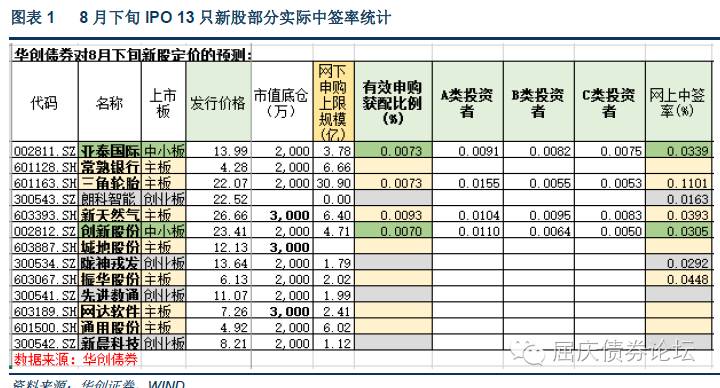 图表 1 8 月下旬 IPO 13 只新股部分实际中签率统计
华创债券对8月下旬新股定价的预测:
代码 名称 上市板 发行价格 市值底仓(万) 网下申购上限规模(亿) 有效申购获配比例(%) A类投资者 B类投资者 C类投资者 网上中签率(%)
002811.SZ 亚泰国际 中小板 13.99 2,000 3.78 0.0073 0.0091 0.0082 0.0075 0.0339
601128.SH 常熟银行 主板 4.28 2,000 6.66
601163.SH 三角轮胎 主板 22.07 2,000 30.90 0.0073 0.0155 0.0055 0.0053 0.1101
300543.SZ 朗科智能 创业板 22.52 0.00 0.0163
603393.SH 新天然气 主板 26.66 3,000 6.40 0.0093 0.0104 0.0095 0.0083 0.0393
002812.SZ 创新股份 中小板 23.41 2,000 4.71 0.0070 0.0110 0.0064 0.0050 0.0305
603887.SH 城地股份 主板 12.13 3,000
300534.SZ 陇神戎发 创业板 13.64 2,000 1.79 0.0292
603067.SH 振华股份 主板 6.13 2,000 2.02 0.0448
300541.SZ 先进数通 创业板 11.07 2,000 1.99
603189.SH 网达软件 主板 7.26 3,000 2.41
601500.SH 通用股份 主板 4.92 2,000 6.02
300542.SZ 新晨科技 创业板 8.21 2,000 1.12
数据来源：华创债券
屈庆债券论坛
资料来源：华创证券，WIND